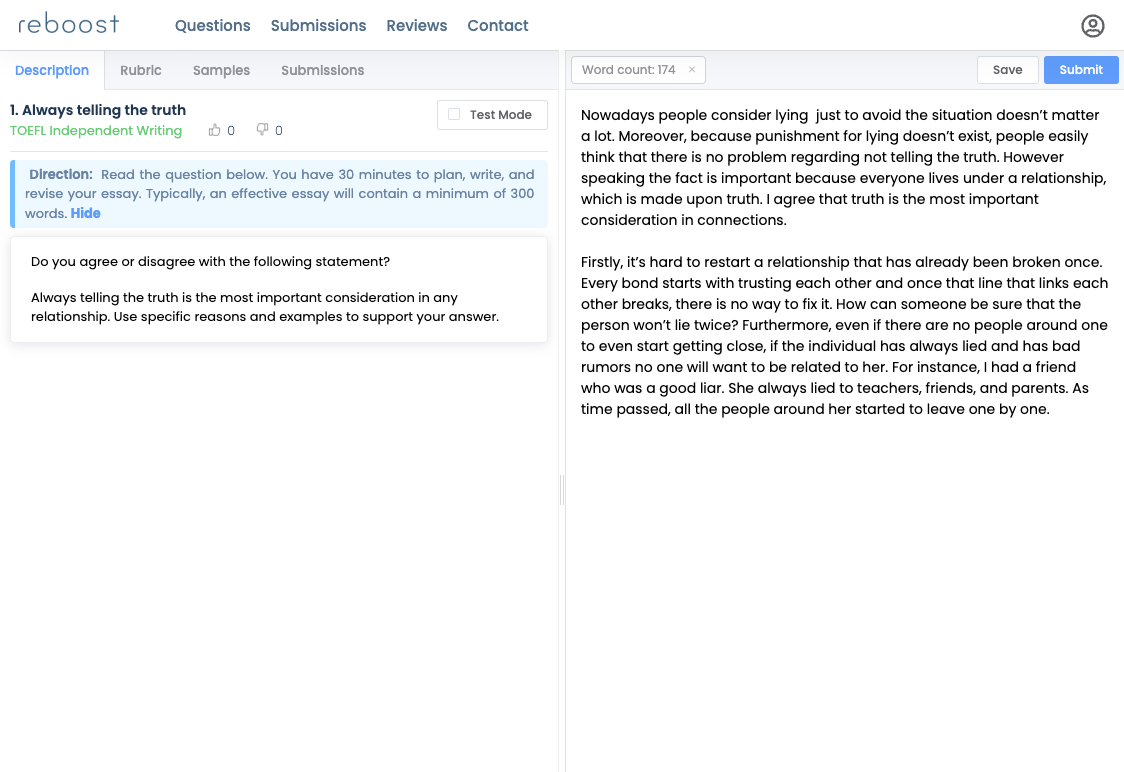 reboost
Questions Submissions Reviews Contact
Description Rubric Samples Submissions
1. Always telling the truth
TOEFL Independent Writing 0 0
Test Mode
Direction: Read the question below. You have 30 minutes to plan, write, and
revise your essay. Typically, an effective essay will contain a minimum of 300
words. Hide
Do you agree or disagree with the following statement?
Always telling the truth is the most important consideration in any
relationship. Use specific reasons and examples to support your answer.
Word count: 174 ×
Save Submit
Nowadays people consider lying  just to avoid the situation doesn’t matter
a lot. Moreover, because punishment for lying doesn’t exist, people easily
think that there is no problem regarding not telling the truth. However
speaking the fact is important because everyone lives under a relationship,
which is made upon truth. I agree that truth is the most important
consideration in connections.
Firstly, it’s hard to restart a relationship that has already been broken once.
Every bond starts with trusting each other and once that line that links each
other breaks, there is no way to fix it. How can someone be sure that the
person won’t lie twice? Furthermore, even if there are no people around one
to even start getting close, if the individual has always lied and has bad
rumors no one will want to be related to her. For instance, I had a friend
who was a good liar. She always lied to teachers, friends, and parents. As
time passed, all the people around her started to leave one by one.